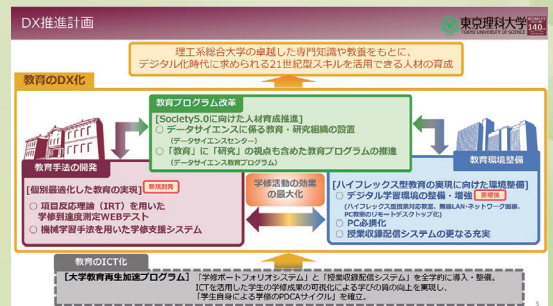 DX推進計画
東京理科大学
TOKYO UNIVERSITY OF SCIENCE
140
理工系総合大学の卓越した専門知識や教養をもとに、
デジタル化時代に求められる21世紀型スキルを活用できる人材の育成
教育のDX化
教育プログラム改革
[Society5.0に向けた人材育成推進]
○ データサイエンスに係る教育・研究組織の設置
(データサイエンスセンター)
○ 「教育」に「研究」の視点も含めた教育プログラムの推進
(データサイエンス教育プログラム)
教育手法の開発
[個別最適化した教育の実現]
新規開発
○ 項目反応理論(IRT)を用いた
学修到達度測定WEBテスト
○ 機械学習手法を用いた学修支援システム
学修活動の効果
の最大化
教育環境整備
[ハイフレックス型教育の実現に向けた環境整備]
○ デジタル学習環境の整備・増強
要増強
(ハイフレックス型授業対応教室、無線LAN・ネットワーク拡張、
PC教室のリモートデスクトップ化)
○ PC必携化
○ 授業収録配信システムの更なる充実
教育のICT化
[大学教育再生加速プログラム] 「学修ポートフォリオシステム」と「授業収録配信システム」を全学的に導入・整備。
ICTを活用した学生の学修成果の可視化による学びの質の向上を実現し、
「学生自身による学修のPDCAサイクル」を確立。
5